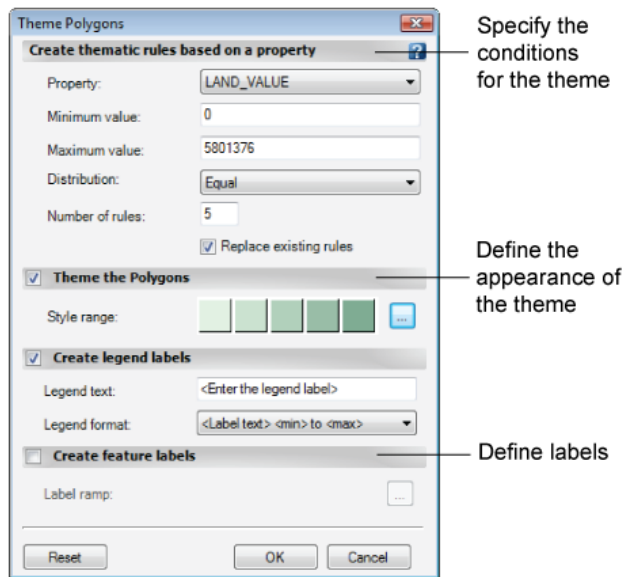 Theme Polygons
Create thematic rules based on a property
?
Property: LAND_VALUE
Minimum value: 0
Maximum value: 5801376
Distribution: Equal
Number of rules: 5
Replace existing rules
Theme the Polygons
Style range: ...
Create legend labels
Legend text: <Enter the legend label>
Legend format: <Label text> <min> to <max>
Create feature labels
Label ramp: ...
Reset OK Cancel
Specify the
conditions
for the theme
Define the
appearance of
the theme
Define labels